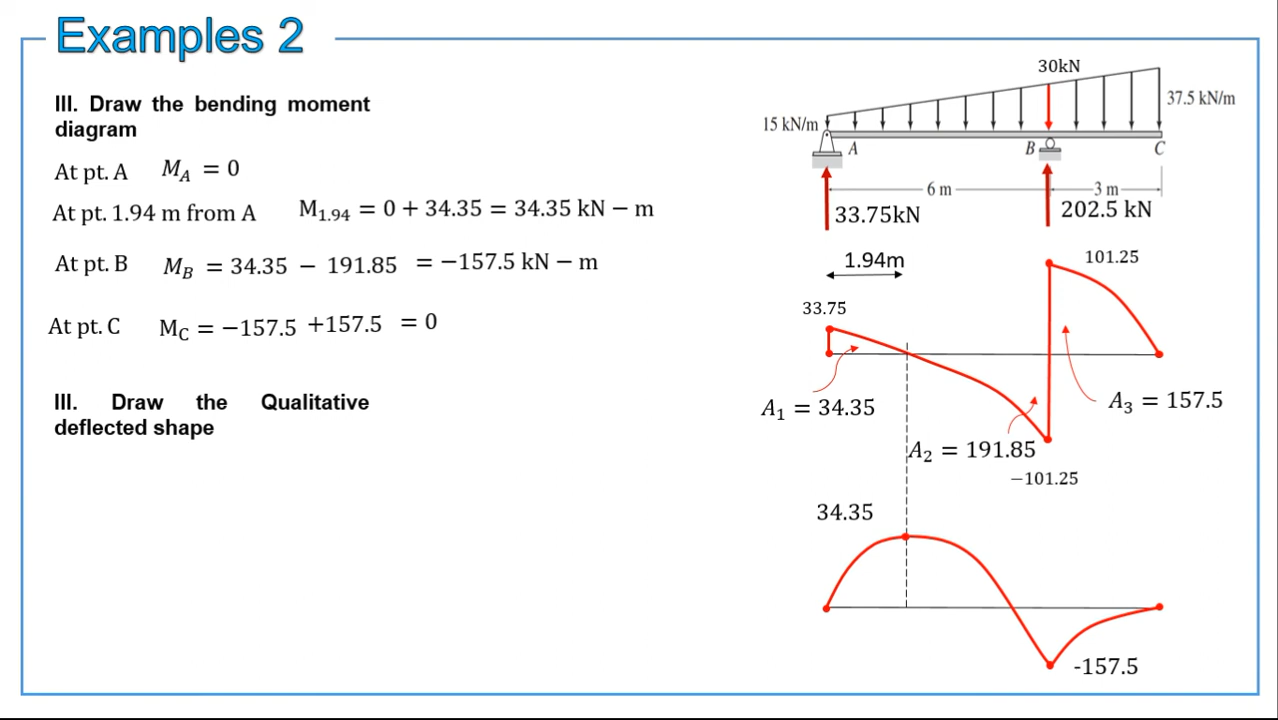 Examples 2
III. Draw the bending moment
diagram
At pt. A M_A = 0
At pt. 1.94 m from A M_1.94 = 0 + 34.35 = 34.35 kN − m
At pt. B M_B = 34.35 − 191.85 = −157.5 kN − m
At pt. C M_C = −157.5 +157.5 = 0
III. Draw the Qualitative
deflected shape
30kN
37.5 kN/m
15 kN/m
A
B
C
6 m
3 m
33.75kN
202.5 kN
1.94m
101.25
33.75
A_1 = 34.35
A_3 = 157.5
A_2 = 191.85
−101.25
34.35
-157.5